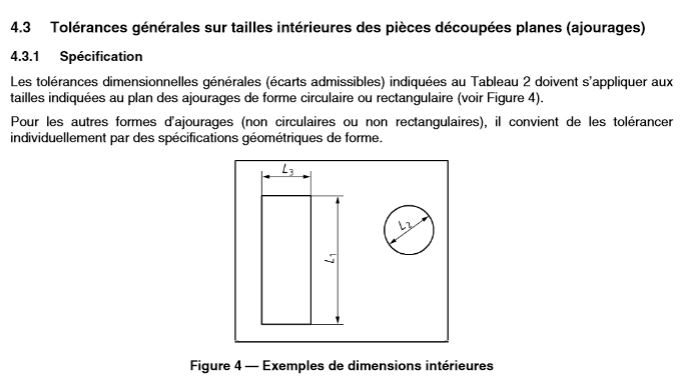 4.3 Tolérances générales sur tailles intérieures des pièces découpées planes (ajourages)
4.3.1 Spécification
Les tolérances dimensionnelles générales (écarts admissibles) indiquées au Tableau 2 doivent s'appliquer aux
tailles indiquées au plan des ajourages de forme circulaire ou rectangulaire (voir Figure 4).
Pour les autres formes d'ajourages (non circulaires ou non rectangulaires), il convient de les tolérancer
individuellement par des spécifications géométriques de forme.
L3
L2
L1
Figure 4 — Exemples de dimensions intérieures